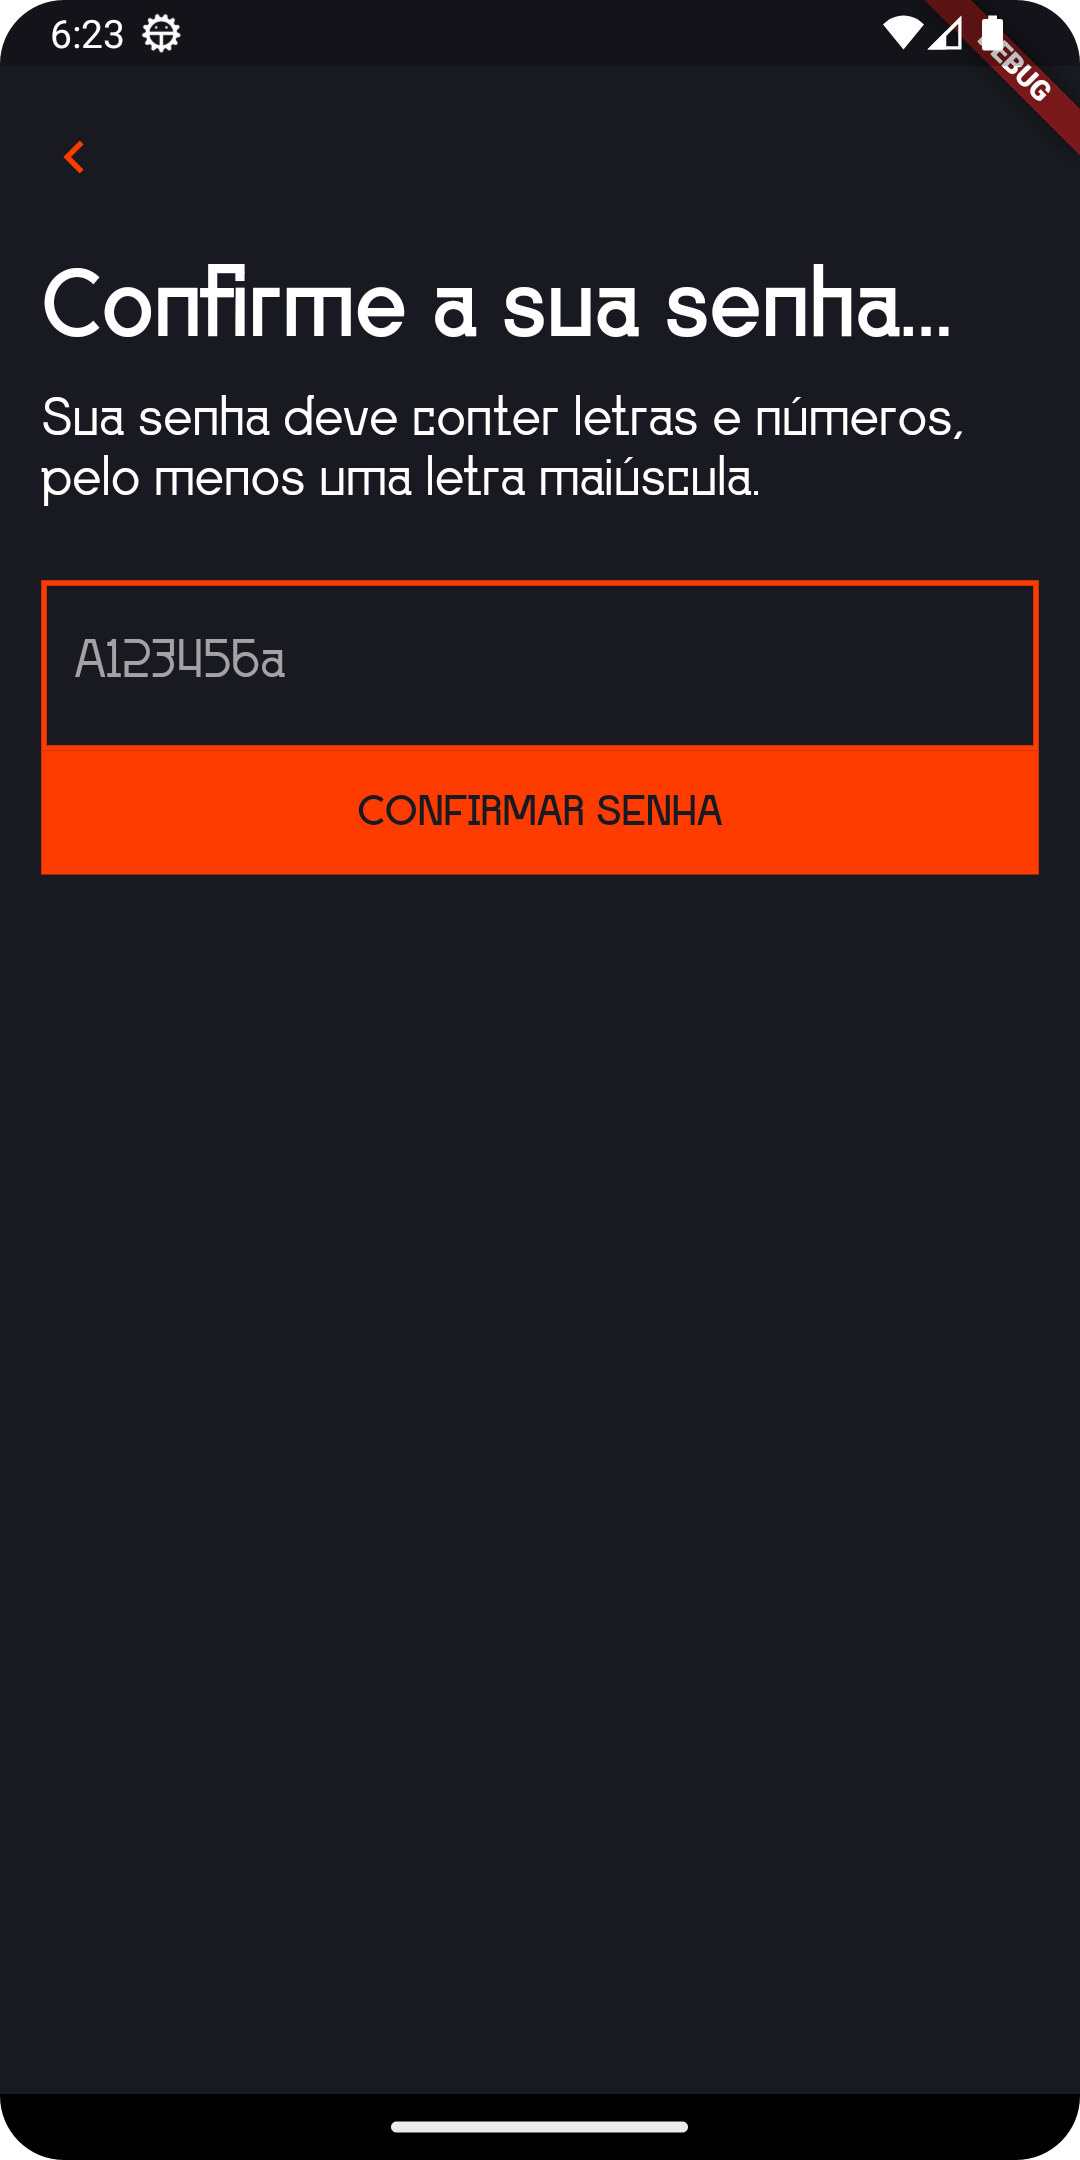 6:23
DEBUG
Confirme a sua senha...
Sua senha deve conter letras e números,
pelo menos uma letra maiúscula.
A123456a
CONFIRMAR SENHA